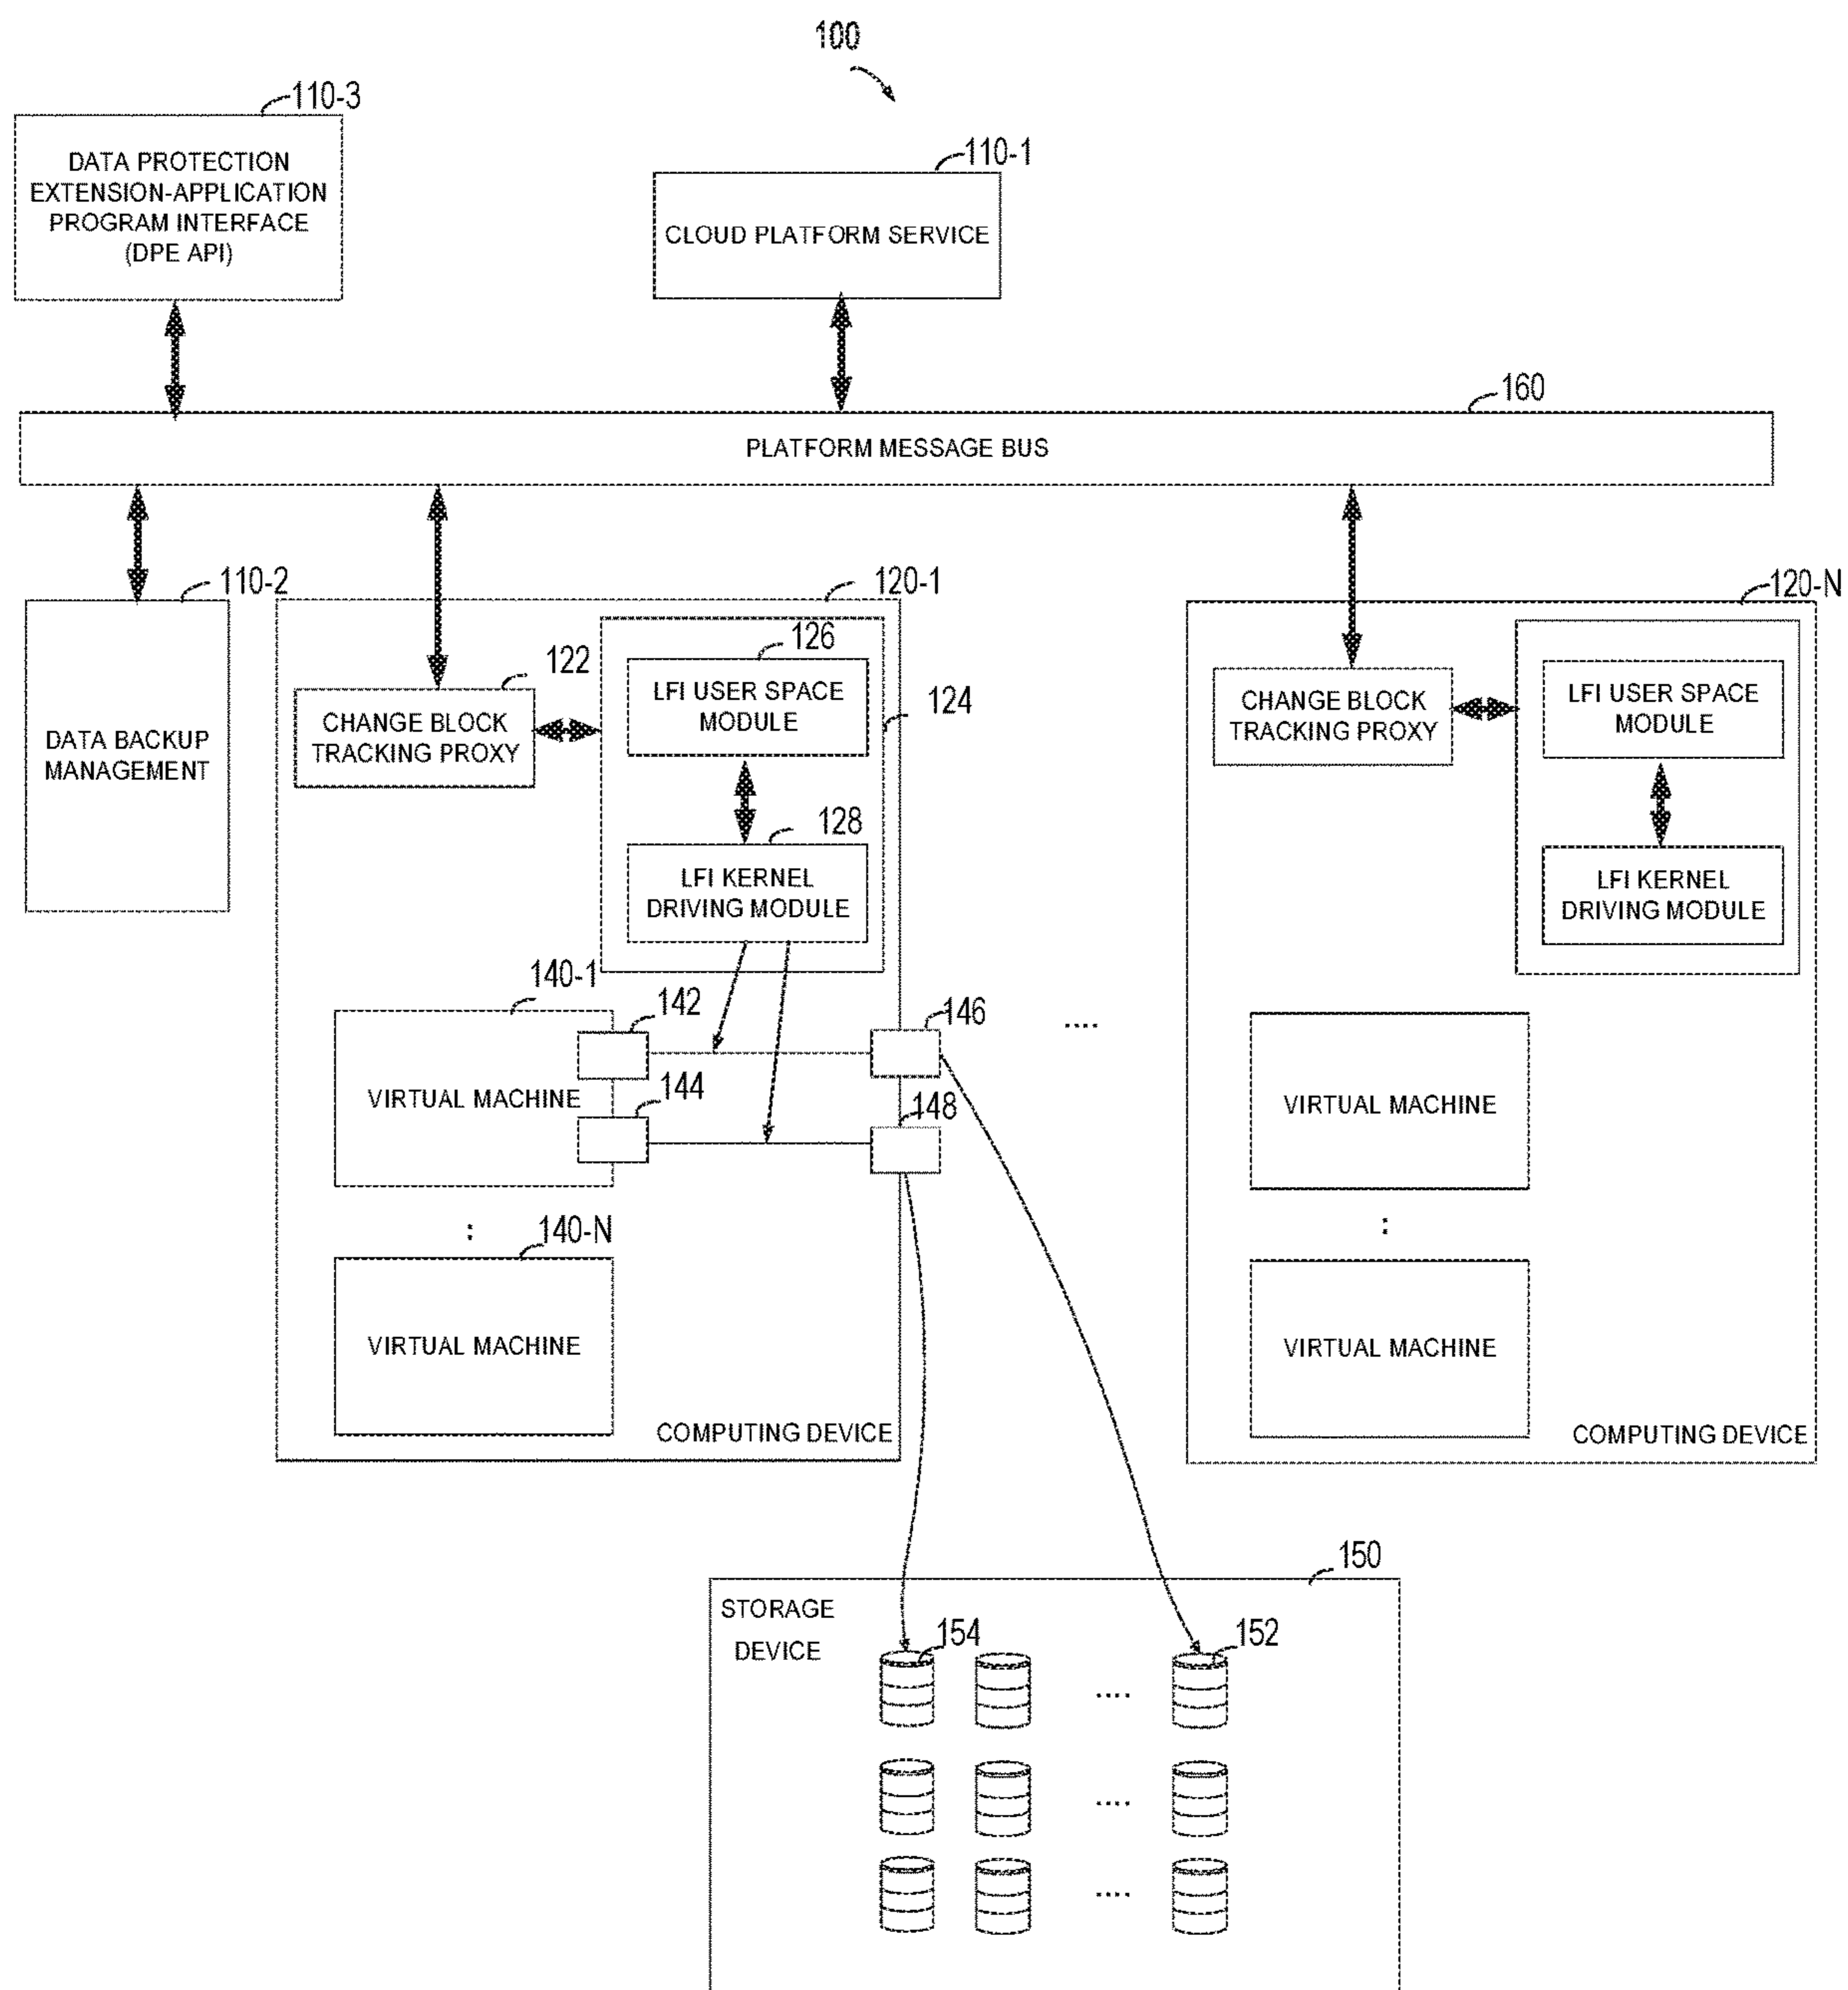 100
110-3
DATA PROTECTION
EXTENSION-APPLICATION
PROGRAM INTERFACE
(DPE API)
110-1
CLOUD PLATFORM SERVICE
160
PLATFORM MESSAGE BUS
110-2
DATA BACKUP
MANAGEMENT
120-1
122
CHANGE BLOCK
TRACKING PROXY
126
LFI USER SPACE
MODULE
124
128
LFI KERNEL
DRIVING MODULE
140-1
142
144
VIRTUAL MACHINE
146
148
:
140-N
VIRTUAL MACHINE
COMPUTING DEVICE
....
120-N
CHANGE BLOCK
TRACKING PROXY
LFI USER SPACE
MODULE
LFI KERNEL
DRIVING MODULE
VIRTUAL MACHINE
:
VIRTUAL MACHINE
COMPUTING DEVICE
150
STORAGE
DEVICE
154
152
....
....
....